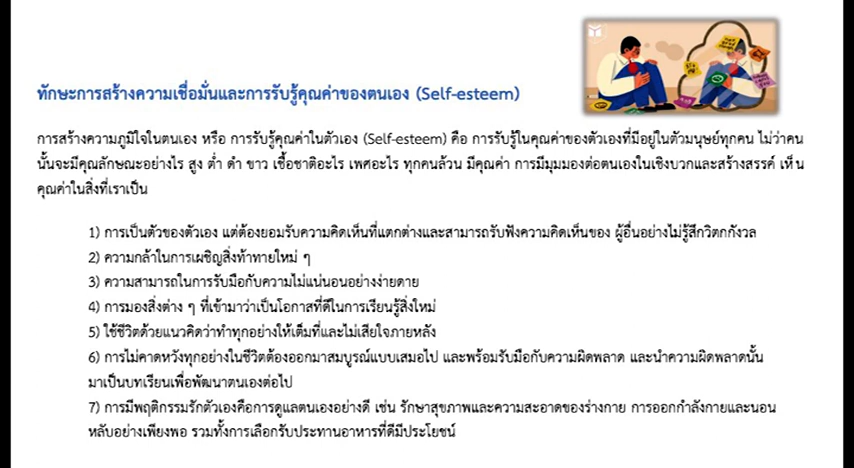 ทักษะการสร้างความเชื่อมั่นและการรับรู้คุณค่าของตนเอง (Self-esteem)
การสร้างความภูมิใจในตนเอง หรือ การรับรู้คุณค่าในตัวเอง (Self-esteem) คือ การรับรู้ในคุณค่าของตัวเองที่มีอยู่ในตัวมนุษย์ทุกคน ไม่ว่าคน
นั้นจะมีคุณลักษณะอย่างไร สูง ต่ำ ดำ ขาว เชื้อชาติอะไร เพศอะไร ทุกคนล้วน มีคุณค่า การมีมุมมองต่อตนเองในเชิงบวกและสร้างสรรค์ เห็น
คุณค่าในสิ่งที่เราเป็น
1) การเป็นตัวของตัวเอง แต่ต้องยอมรับความคิดเห็นที่แตกต่างและสามารถรับฟังความคิดเห็นของ ผู้อื่นอย่างไม่รู้สึกวิตกกังวล
2) ความกล้าในการเผชิญสิ่งท้าทายใหม่ ๆ
3) ความสามารถในการรับมือกับความไม่แน่นอนอย่างง่ายดาย
4) การมองสิ่งต่าง ๆ ที่เข้ามาว่าเป็นโอกาสที่ดีในการเรียนรู้สิ่งใหม่
5) ใช้ชีวิตด้วยแนวคิดว่าทำทุกอย่างให้เต็มที่และไม่เสียใจภายหลัง
6) การไม่คาดหวังทุกอย่างในชีวิตต้องออกมาสมบูรณ์แบบเสมอไป และพร้อมรับมือกับความผิดพลาด และนำความผิดพลาดนั้น
มาเป็นบทเรียนเพื่อพัฒนาตนเองต่อไป
7) การมีพฤติกรรมรักตัวเองคือการดูแลตนเองอย่างดี เช่น รักษาสุขภาพและความสะอาดของร่างกาย การออกกำลังกายและนอน
หลับอย่างเพียงพอ รวมทั้งการเลือกรับประทานอาหารที่ดีมีประโยชน์